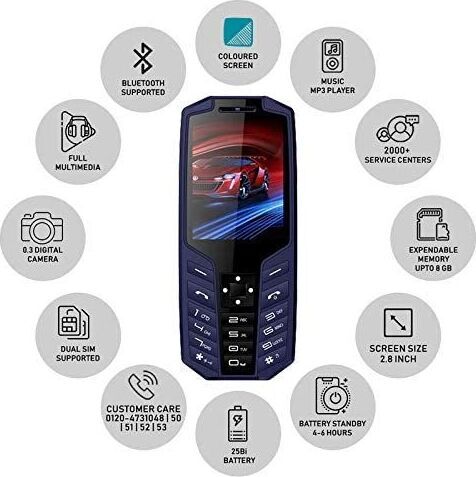 COLOURED
SCREEN
BLUETOOTH
SUPPORTED
MUSIC
MP3 PLAYER
FULL
MULTIMEDIA
2000+
SERVICE CENTERS
0.3 DIGITAL
CAMERA
EXPENDABLE
MEMORY
UPTO 8 GB
DUAL SIM
SUPPORTED
SCREEN SIZE
2.8 INCH
CUSTOMER CARE
0120-4731048 | 50
| 51 | 52 | 53
25Bi
BATTERY
BATTERY STANDBY
4-6 HOURS